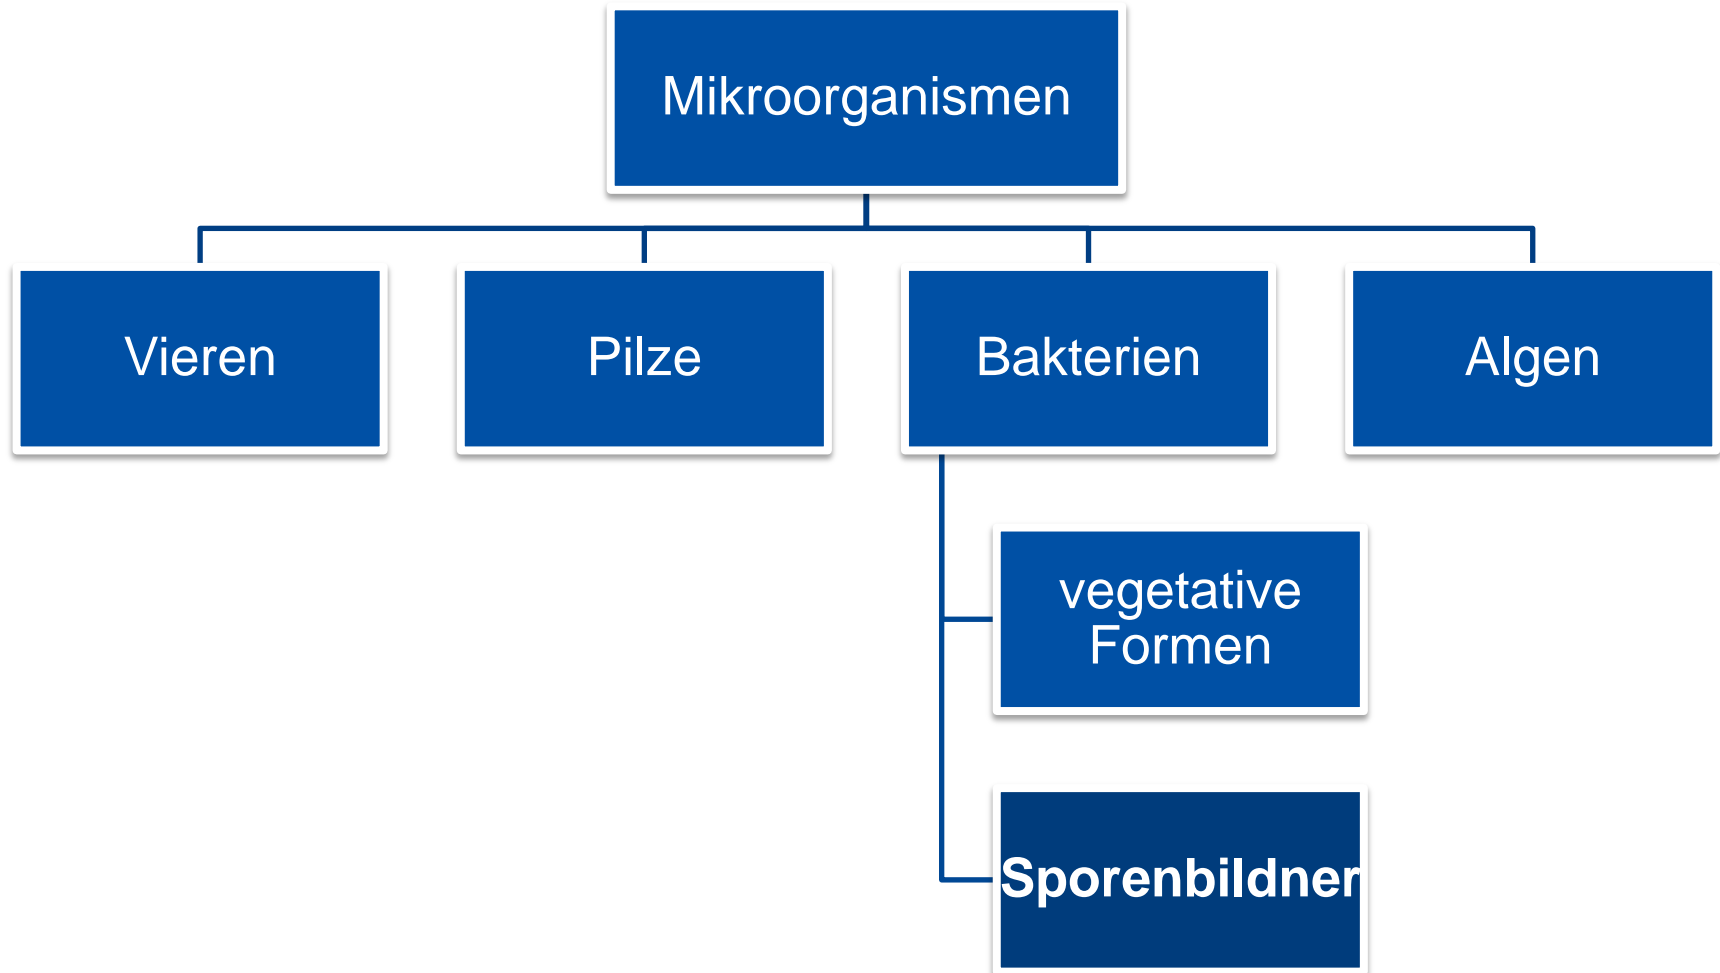 Mikroorganismen
Vieren
Pilze
Bakterien
Algen
vegetative
Formen
Sporenbildner